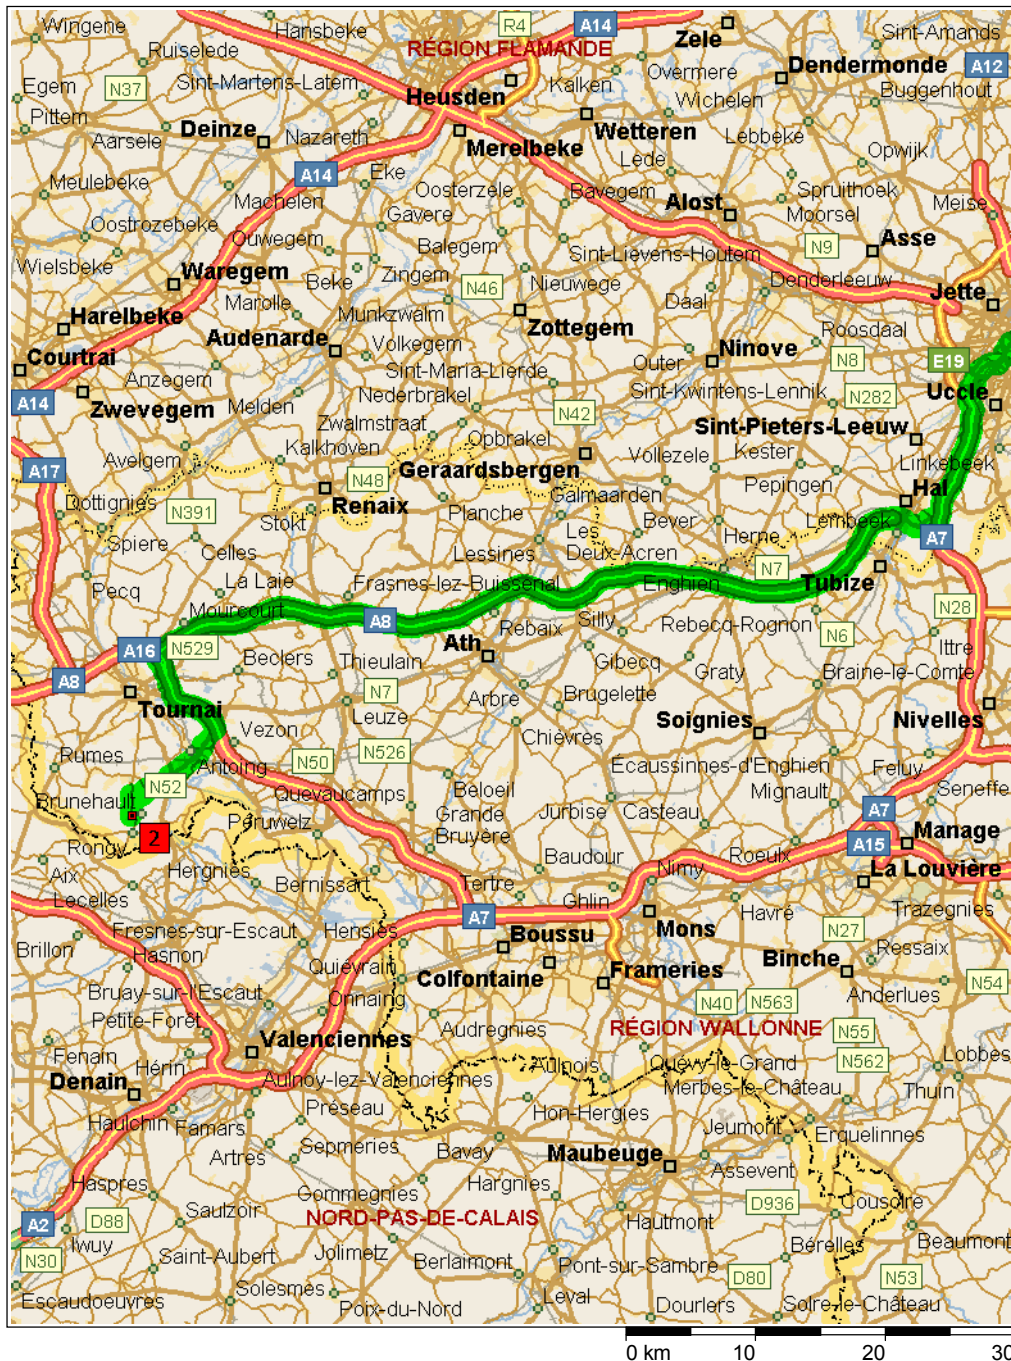 Wingene
Hansbeke
R4
A14
Zele
Sint-Amands
Ruiselede
RÉGION FLAMANDE
Overmere
Dendermonde
A12
Egem
N37
Sint-Martens-Latem
Heusden
Kalken
Buggenhout
Pittem
Aarsele
Deinze
Nazareth
Merelbeke
Wetteren
Wichelen
Lebbeke
Meulebeke
A14
Eke
Oosterzele
Lede
Bavegem
Opwijk
Spruithoek
Machelen
Gavere
Alost
Moorsel
Meise
Oostrozebeke
Ouwegem
Balegem
Sint-Lievens-Houtem
N9
Asse
Wielsbeke
Waregem
Beke
Zingem
N46
Nieuwege
Denderleeuw
Jette
Harelbeke
Marolle
Munkzwalm
Zottegem
Daal
Roosdaal
Courtrai
Audenarde
Volkegem
Outer
Ninove
N8
E19
Anzegem
Sint-Maria-Lierde
Sint-Kwintens-Lennik
N282
Uccle
A14
Zwevegem
Melden
Nederbrakel
N42
Zwalmstraat
Sint-Pieters-Leeuw
Avelgem
Kalkhoven
Opbrakel
Geraardsbergen
Vollezele
Kester
Linkebeek
A17
N48
Pepingen
Dottignies
N391
Renaix
Galmaarden
Hal
Stokt
Planche
Les
Bever
Lembeek
Spiere
Celles
Lessines
Deux-Acren
Herne
A7
Pecq
La Laie
Frasnes-lez-Buissenal
Enghien
N7
Tubize
Mourcourt
A8
N28
A16
N529
Ath
Rebaix
Silly
Rebecq-Rognon
N6
Ittre
A8
Beclers
Thieulain
Gibecq
Graty
Braine-le-Comte
N7
Arbre
Brugelette
Tournai
Leuze
Soignies
Nivelles
Vezon
Chièvres
Rumes
Antoing
N50
N526
Écaussinnes-d'Enghien
Feluy
N52
Beloeil
Mignault
Seneffe
Brunehault
Quevaucamps
Grande
Bruyère
Jurbise
Casteau
A7
2
Péruwelz
A15
Manage
Rongy
Baudour
Roeulx
Aix
Hergnies
Bernissart
Tertre
Nimy
La Louvière
Lecelles
Ghlin
Havré
Trazegnies
A7
Brillon
Fresnes-sur-Escaut
Hensies
Boussu
Mons
N27
Hasnon
Quiévrain
Colfontaine
Frameries
Binche
Ressaix
Bruay-sur-l'Escaut
Onnaing
N40
N563
Anderlues
N54
Petite-Forêt
Audregnies
RÉGION WALLONNE
N55
Fenain
Valenciennes
Hérin
Aulnois
Quévy-le-Grand
N562
Lobbes
Denain
Aulnoy-lez-Valenciennes
Merbes-le-Château
Thuin
Haulchin
Famars
Préseau
Hon-Hergies
Artres
Sepmeries
Bavay
Maubeuge
Jeumont
Erquelinnes
Assevent
Haspres
Gommegnies
Hargnies
D936
Cousolre
A2
D88
Saulzoir
NORD-PAS-DE-CALAIS
Hautmont
Iwuy
Jolimetz
Bérelles
Beaumont
N30
Saint-Aubert
Berlaimont
Pont-sur-Sambre
D80
N53
Escaudoeuvres
Solesmes
Poix-du-Nord
Leval
Dourlers
Solre-le-Château
0 km 10 20 30